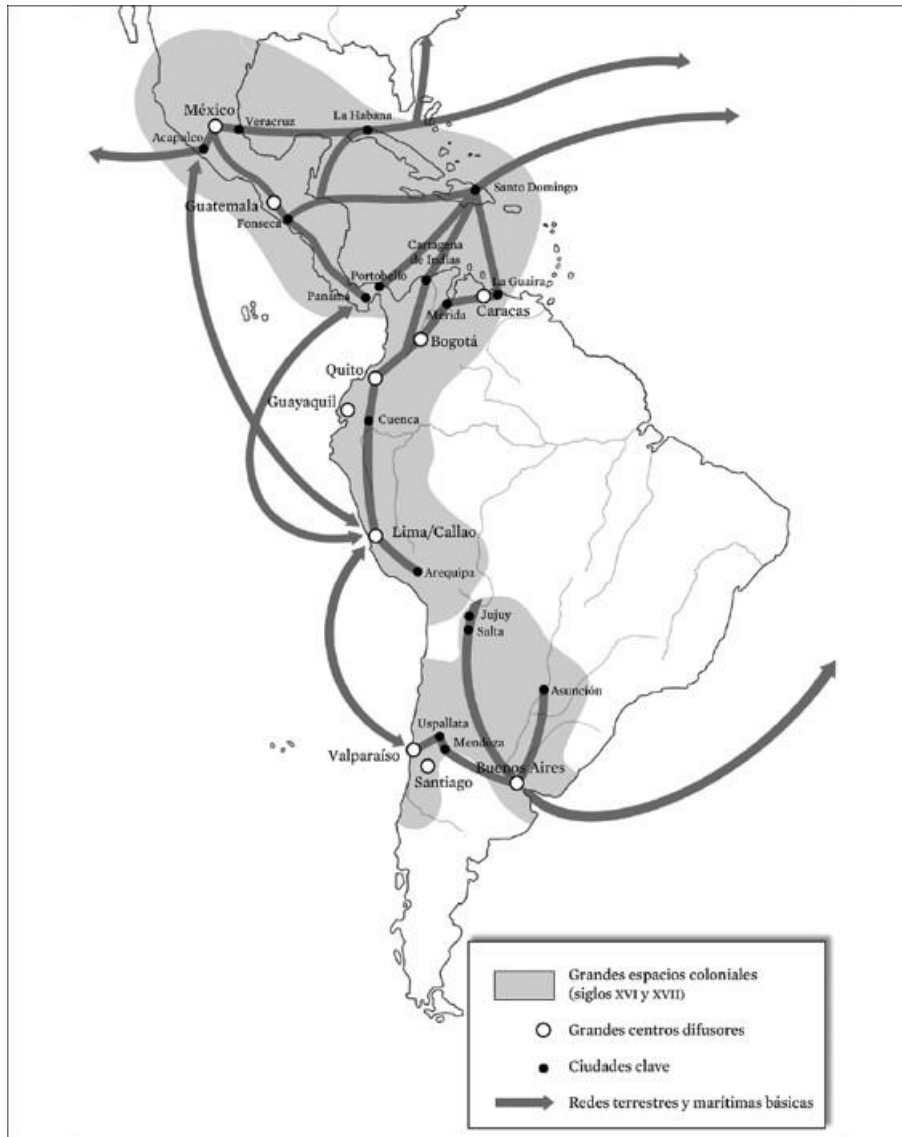 México
Veracruz
La Habana
Acapalco
Santo Domingo
Guatemala
Fonseca
Cartagena
de Indias
Portobello
La Guaira
Panamá
Mérida
Caracas
Bogotá
Quito
Guayaquil
Cuenca
Lima/Callao
Arequipa
Jujuy
Salta
Asunción
Uspallata
Mendoza
Valparaíso
Buenos Aires
Santiago
Grandes espacios coloniales
(siglos XVI y XVII)
Grandes centros difusores
Ciudades clave
Redes terrestres y marítimas básicas